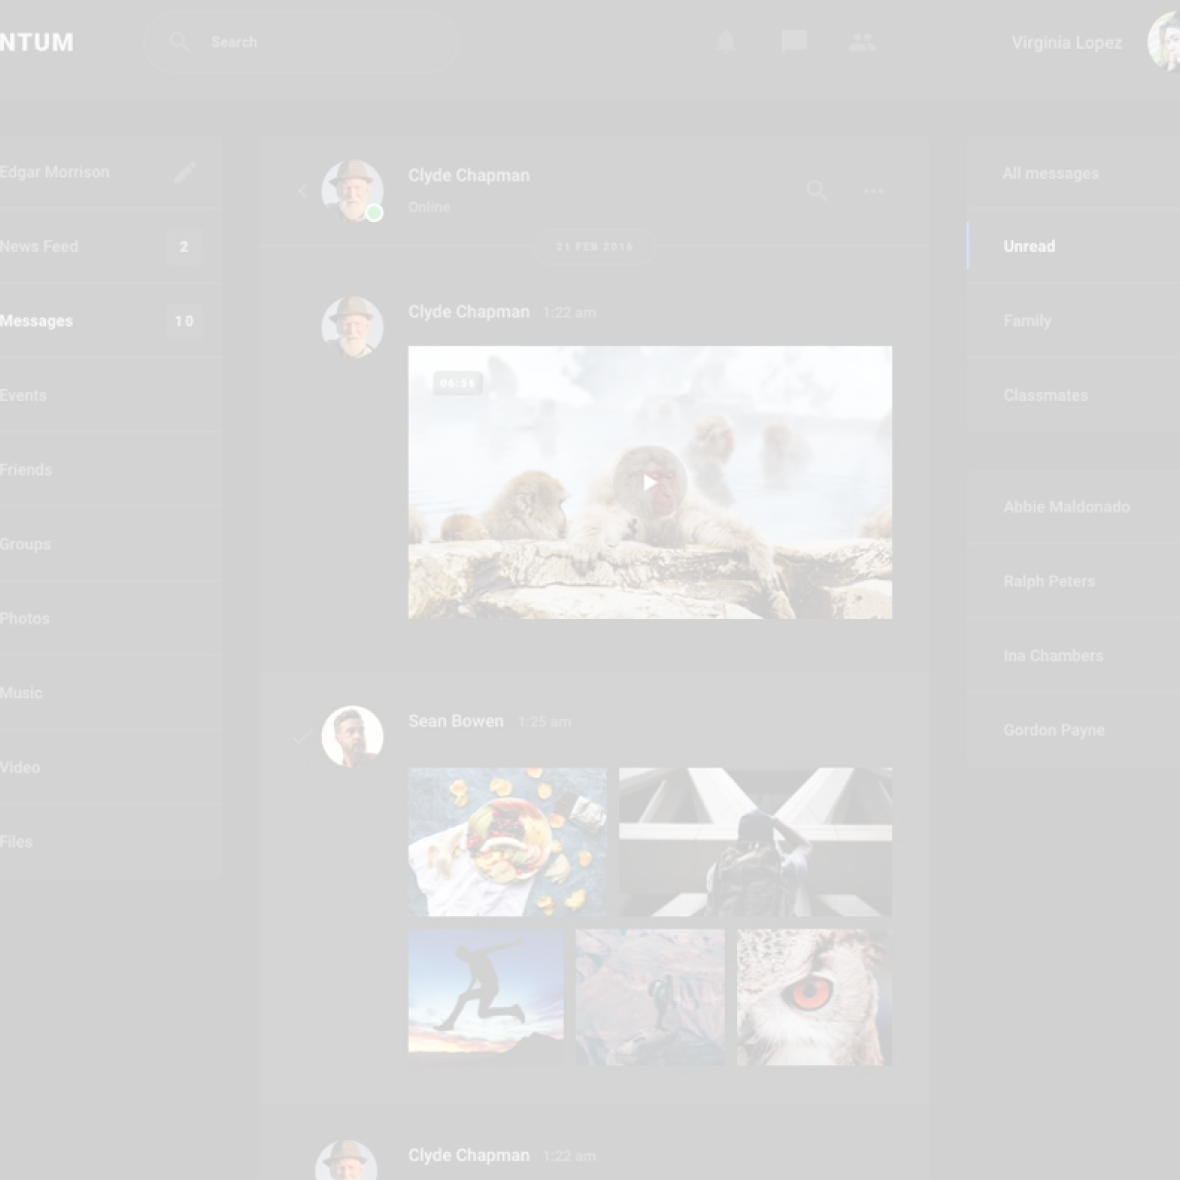 NTUM
Search
Virginia Lopez
Edgar Morrison
News Feed 2
Messages 10
Events
Friends
Groups
Photos
Music
Video
Files
Clyde Chapman
Online
21 FEB 2016
Clyde Chapman 1:22 am
06:56
Sean Bowen 1:25 am
Clyde Chapman 1:22 am
All messages
Unread
Family
Classmates
Abbie Maldonado
Ralph Peters
Ina Chambers
Gordon Payne